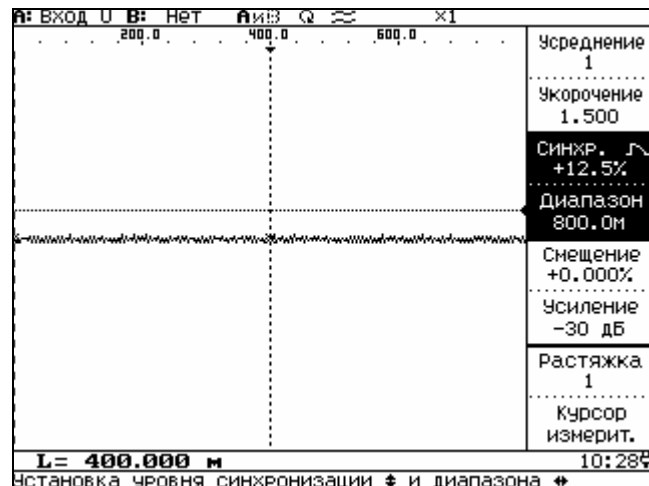 A: Вход U B: Нет АиВ Q ×1
200.0 400.0 600.0
Усреднение
1
Укорочение
1.500
Синхр.
+12.5%
Диапазон
800.0м
Смещение
+0.000%
Усиление
-30 дБ
Растяжка
1
Курсор
измерит.
L= 400.000 м 10:28
Установка уровня синхронизации и диапазона